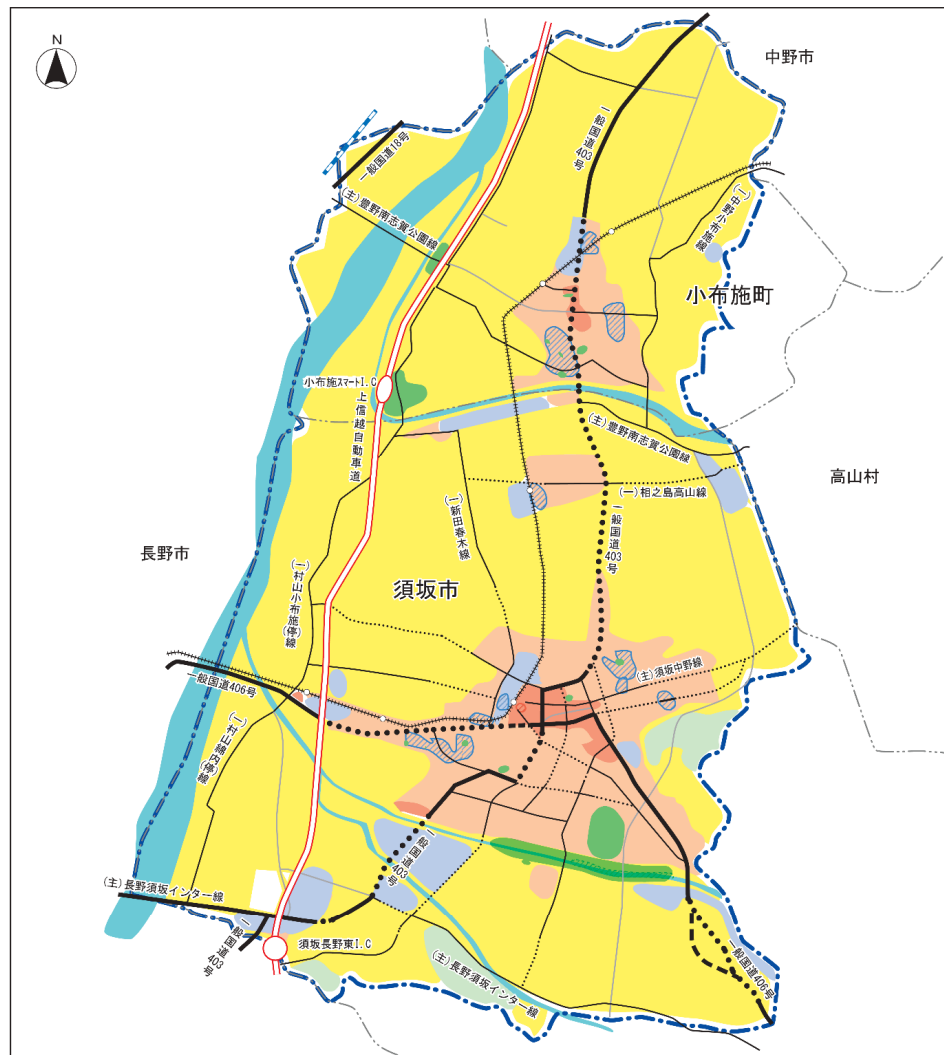 N
中野市
一般国道403号
一般国道18号
(主)豊野南志賀公園線
(一)中野小布施線
小布施町
小布施スマートI.C
上信越自動車道
(主)豊野南志賀公園線
高山村
(一)相之島高山線
(一)新田春木線
一般国道403号
長野市
須坂市
(一)村山小布施(停)線
(主)須坂中野線
一般国道406号
(一)村山綿内(停)線
一般国道403号
(主)長野須坂インター線
一般国道403号
須坂長野東I.C
(主)長野須坂インター線
一般国道406号